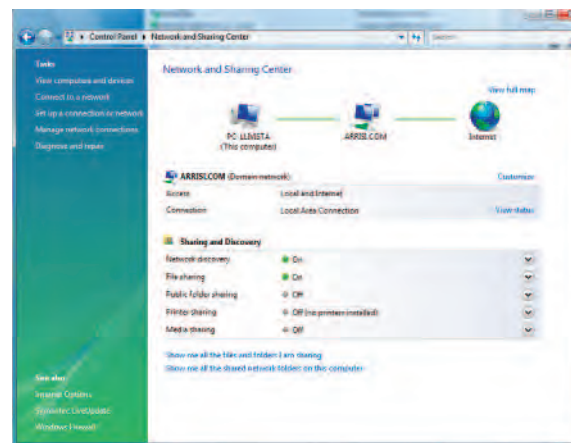 Control Panel ▸ Network and Sharing Center
Search
Tasks
View computers and devices
Connect to a network
Set up a connection or network
Manage network connections
Diagnose and repair
Network and Sharing Center
View full map
PC LLMSTA
(This computer)
ARRISI.COM
Internet
ARRISI.COM (Domain network)
Customize
Access Local and Internet
Connection Local Area Connection View status
Sharing and Discovery
Network discovery On
File sharing On
Public folder sharing Off
Printer sharing Off (no printers installed)
Media sharing Off
Show me all the files and folders I am sharing
Show me all the shared network folders on this computer
See also
Internet Options
Symantec LiveUpdate
Windows Firewall